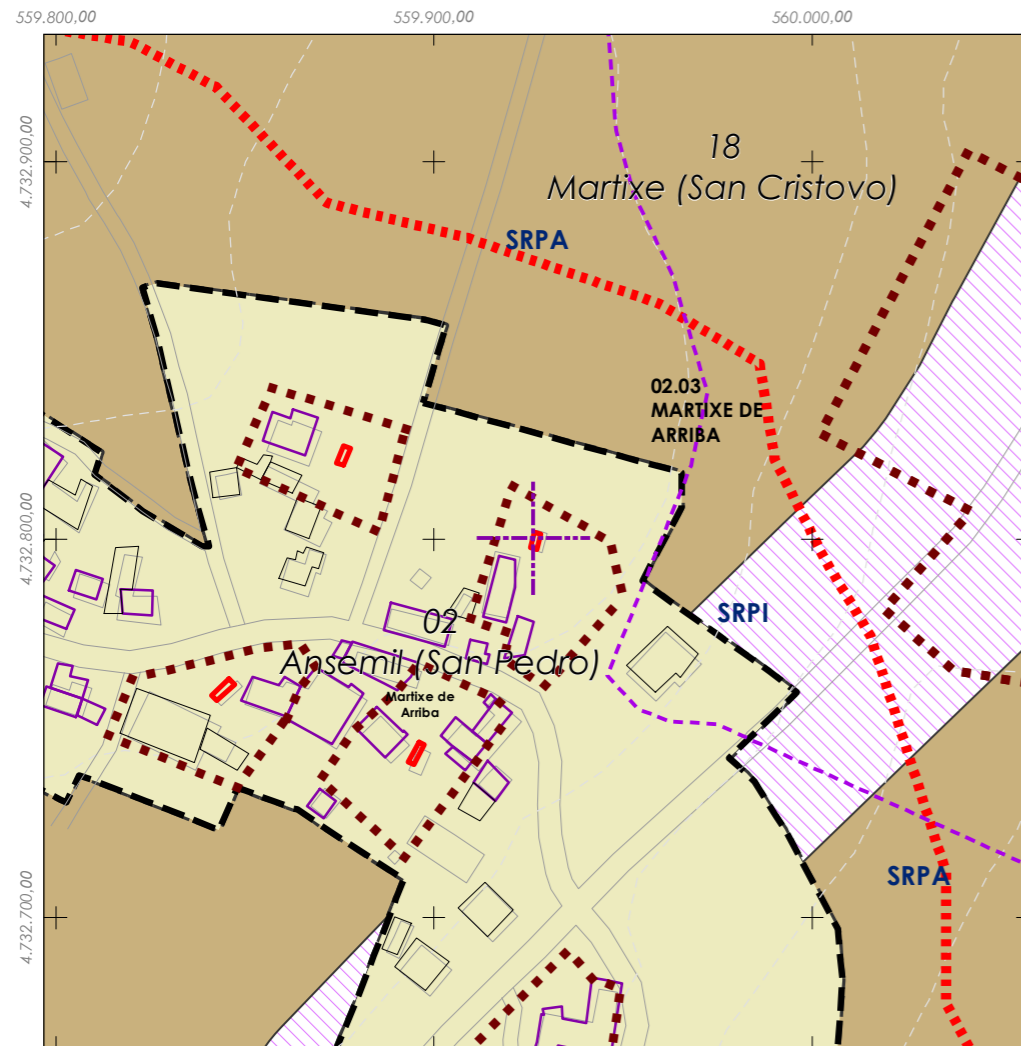 559.800,00
559.900,00
560.000,00
4.732.900,00
18
Martixe (San Cristovo)
SRPA
02.03
MARTIXE DE
ARRIBA
4.732.800,00
SRPI
02
Ansemil (San Pedro)
Martixe de
Arriba
SRPA
4.732.700,00